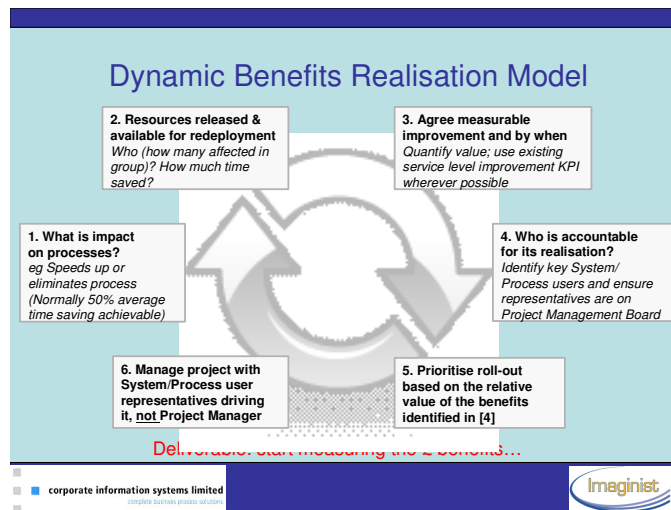 Dynamic Benefits Realisation Model
2. Resources released &
available for redeployment
Who (how many affected in
group)? How much time
saved?
3. Agree measurable
improvement and by when
Quantify value; use existing
service level improvement KPI
wherever possible
1. What is impact
on processes?
eg Speeds up or
eliminates process
(Normally 50% average
time saving achievable)
4. Who is accountable
for its realisation?
Identify key System/
Process users and ensure
representatives are on
Project Management Board
6. Manage project with
System/Process user
representatives driving
it, not Project Manager
5. Prioritise roll-out
based on the relative
value of the benefits
identified in [4]
Deliverable: start measuring the benefits…
corporate information systems limited
complete business process solutions
Imaginist